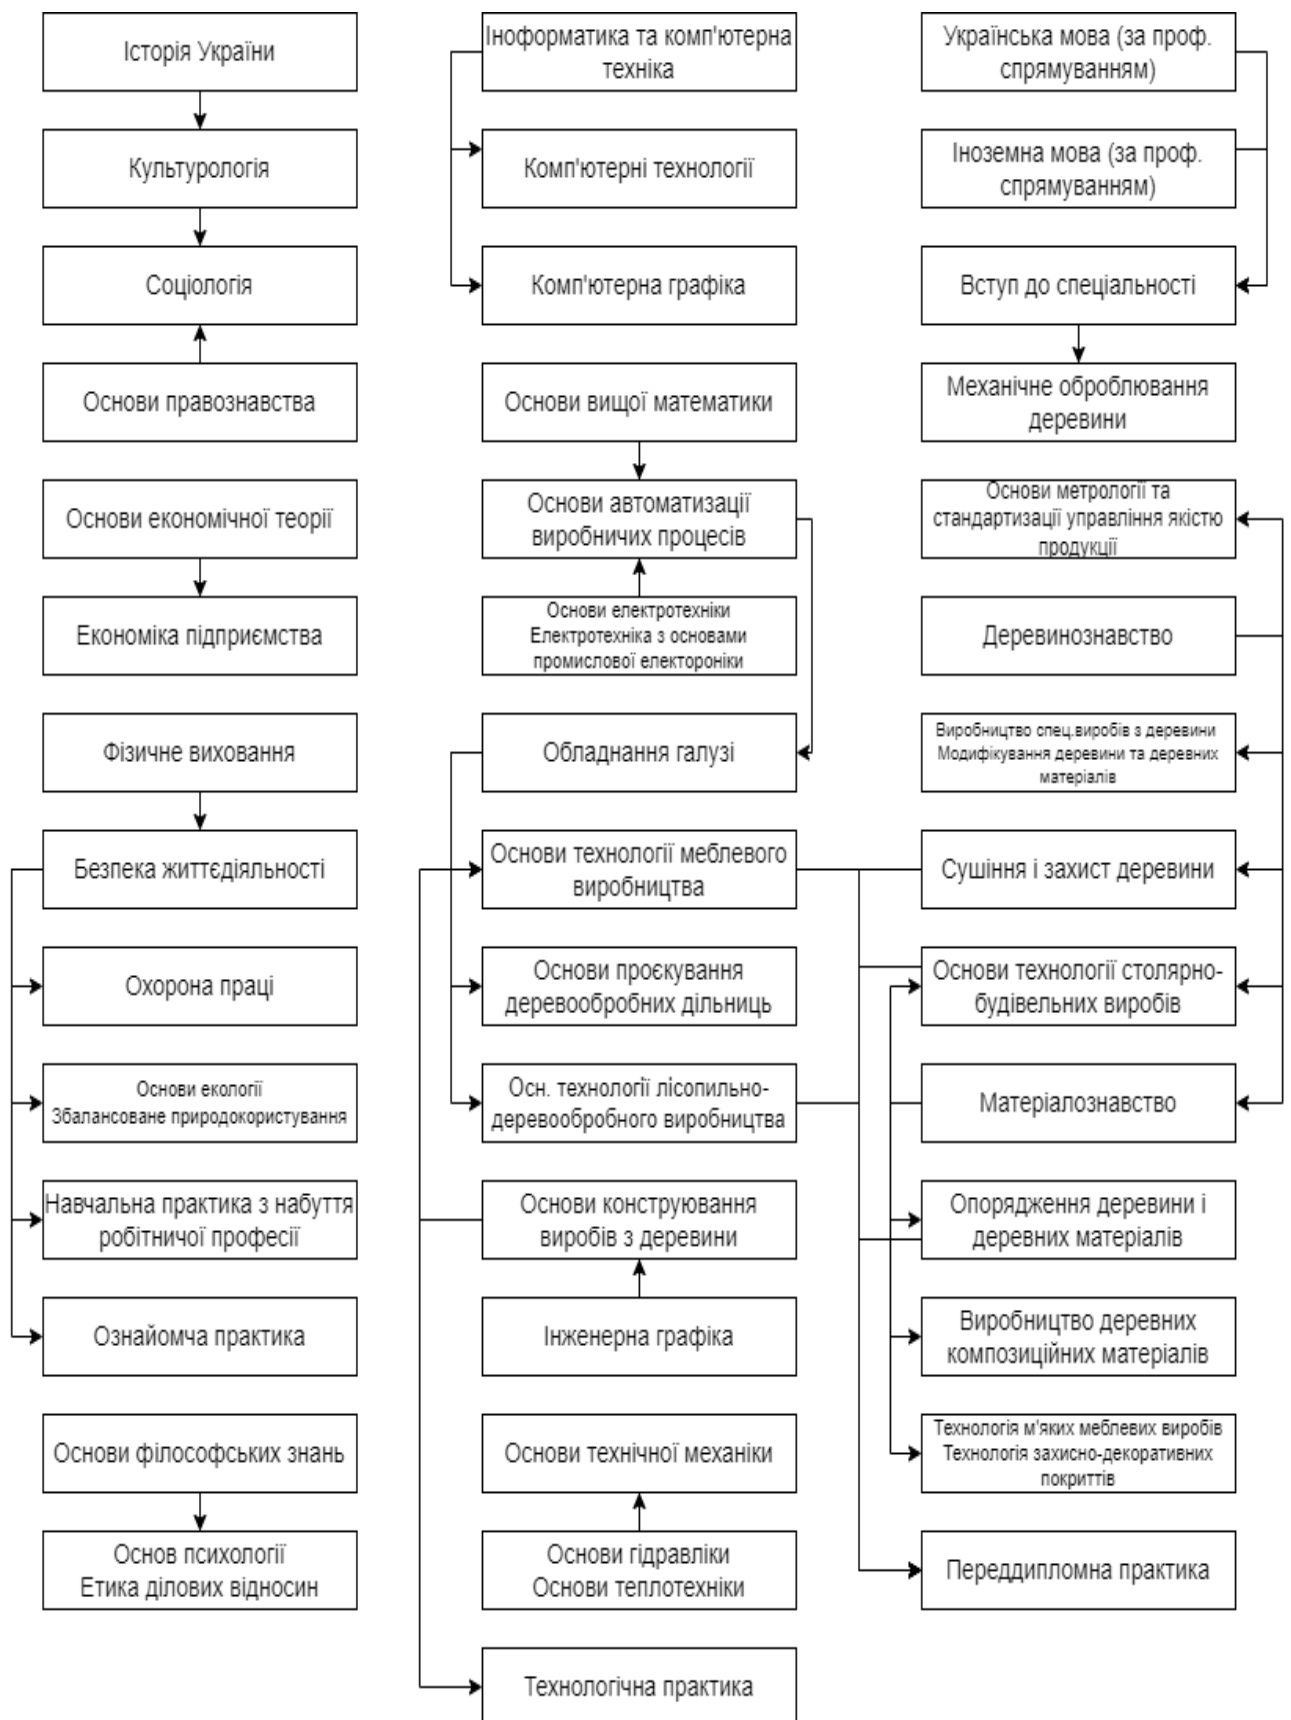 Історія України
Культурологія
Соціологія
Основи правознавства
Основи економічної теорії
Економіка підприємства
Фізичне виховання
Безпека життєдіяльності
Охорона праці
Основи екології
Збалансоване природокористування
Навчальна практика з набуття
робітничої професії
Ознайомча практика
Основи філософських знань
Основ психології
Етика ділових відносин
Іноформатика та комп'ютерна
техніка
Комп'ютерні технології
Комп'ютерна графіка
Основи вищої математики
Основи автоматизації
виробничих процесів
Основи електротехніки
Електротехніка з основами
промислової електороніки
Обладнання галузі
Основи технології меблевого
виробництва
Основи проєкування
деревообробних дільниць
Осн. технології лісопильно-
деревообробного виробництва
Основи конструювання
виробів з деревини
Інженерна графіка
Основи технічної механіки
Основи гідравліки
Основи теплотехніки
Технологічна практика
Українська мова (за проф.
спрямуванням)
Іноземна мова (за проф.
спрямуванням)
Вступ до спеціальності
Механічне оброблювання
деревини
Основи метрології та
стандартизації управління якістю
продукції
Деревинознавство
Виробництво спец.виробів з деревини
Модифікування деревини та деревних
матеріалів
Сушіння і захист деревини
Основи технології столярно-
будівельних виробів
Матеріалознавство
Опорядження деревини і
деревних матеріалів
Виробництво деревних
композиційних матеріалів
Технологія м'яких меблевих виробів
Технологія захисно-декоративних
покриттів
Переддипломна практика